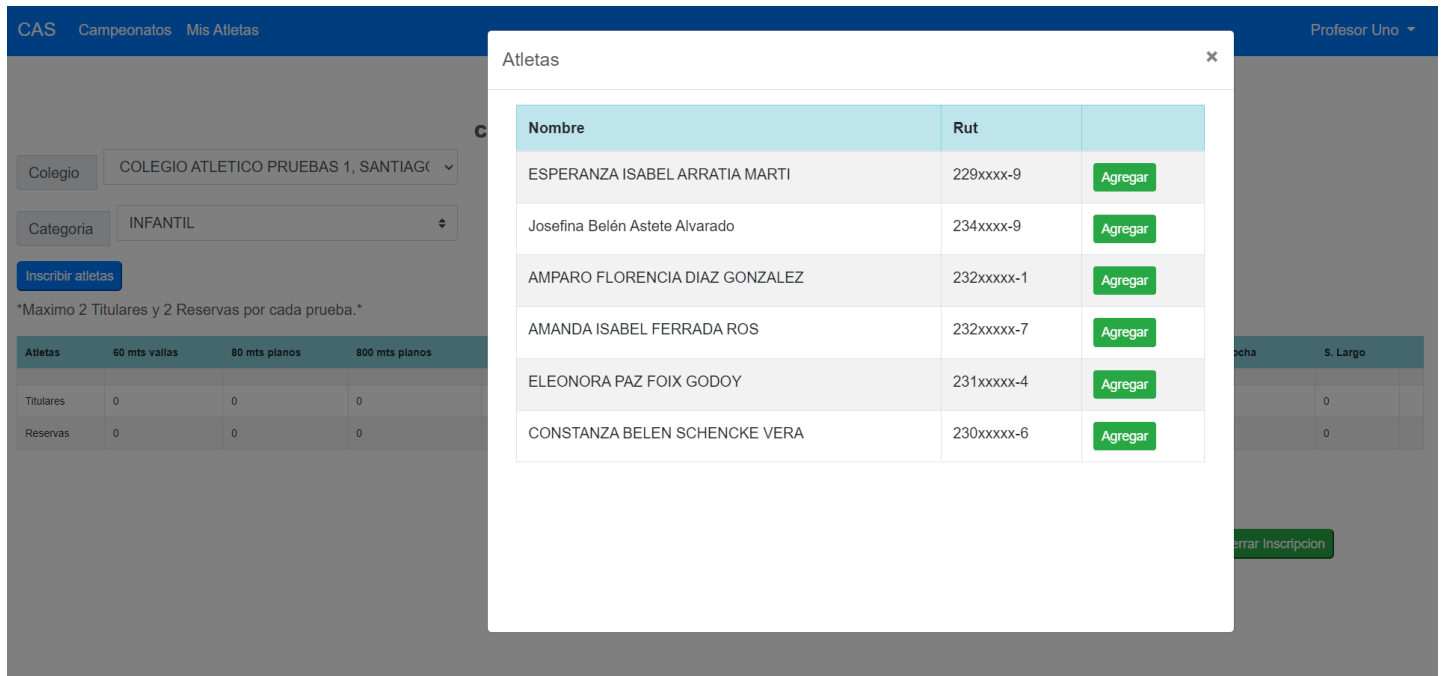 CAS Campeonatos Mis Atletas Profesor Uno
Atletas ×
Nombre Rut
ESPERANZA ISABEL ARRATIA MARTI 229xxxx-9 Agregar
Josefina Belén Astete Alvarado 234xxxx-9 Agregar
AMPARO FLORENCIA DIAZ GONZALEZ 232xxxxx-1 Agregar
AMANDA ISABEL FERRADA ROS 232xxxxx-7 Agregar
ELEONORA PAZ FOIX GODOY 231xxxxx-4 Agregar
CONSTANZA BELEN SCHENCKE VERA 230xxxxx-6 Agregar
Colegio COLEGIO ATLETICO PRUEBAS 1, SANTIAG
Categoria INFANTIL
Inscribir atletas
*Maximo 2 Titulares y 2 Reservas por cada prueba.*
Atletas 60 mts vallas 80 mts planos 800 mts planos S. Largo
Titulares 0 0 0 0
Reservas 0 0 0 0
errar Inscripcion